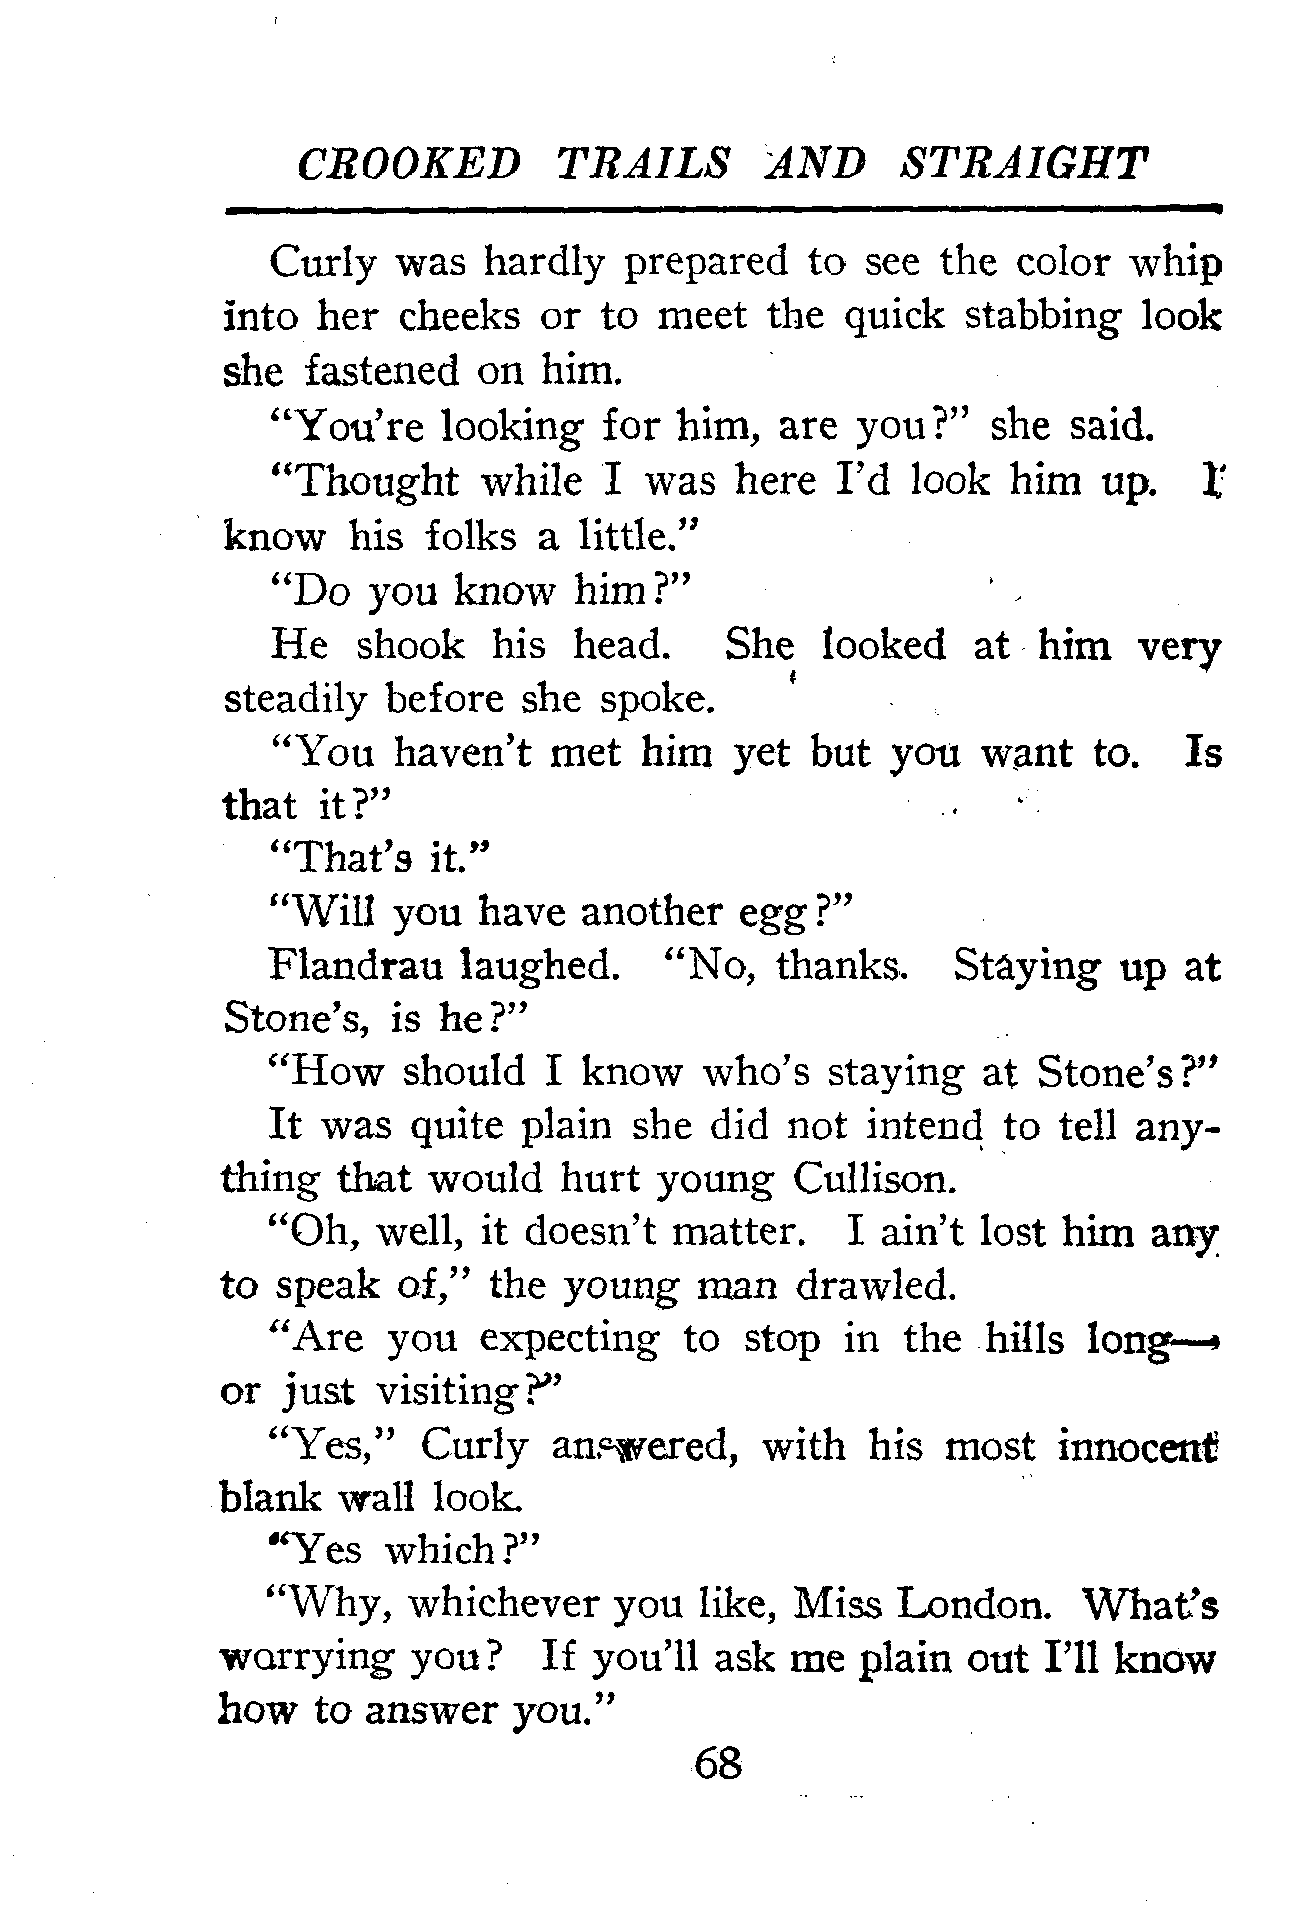 CROOKED TRAILS AND STRAIGHT
Curly was hardly prepared to see the color whip
into her cheeks or to meet the quick stabbing look
she fastened on him.
“You're looking for him, are you?” she said.
“Thought while I was here I'd look him up. I
know his folks a little.”
“Do you know him?”
He shook his head. She looked at him very
steadily before she spoke.
“You haven't met him yet but you want to. Is
that it?”
“That's it.”
“Will you have another egg?”
Flandrau laughed. “No, thanks. Staying up at
Stone's, is he?”
“How should I know who's staying at Stone's?”
It was quite plain she did not intend to tell any-
thing that would hurt young Cullison.
“Oh, well, it doesn't matter. I ain't lost him any
to speak of,” the young man drawled.
“Are you expecting to stop in the hills long—
or just visiting?”
“Yes,” Curly answered, with his most innocent
blank wall look.
“Yes which?”
“Why, whichever you like, Miss London. What's
worrying you? If you'll ask me plain out I'll know
how to answer you.”
68